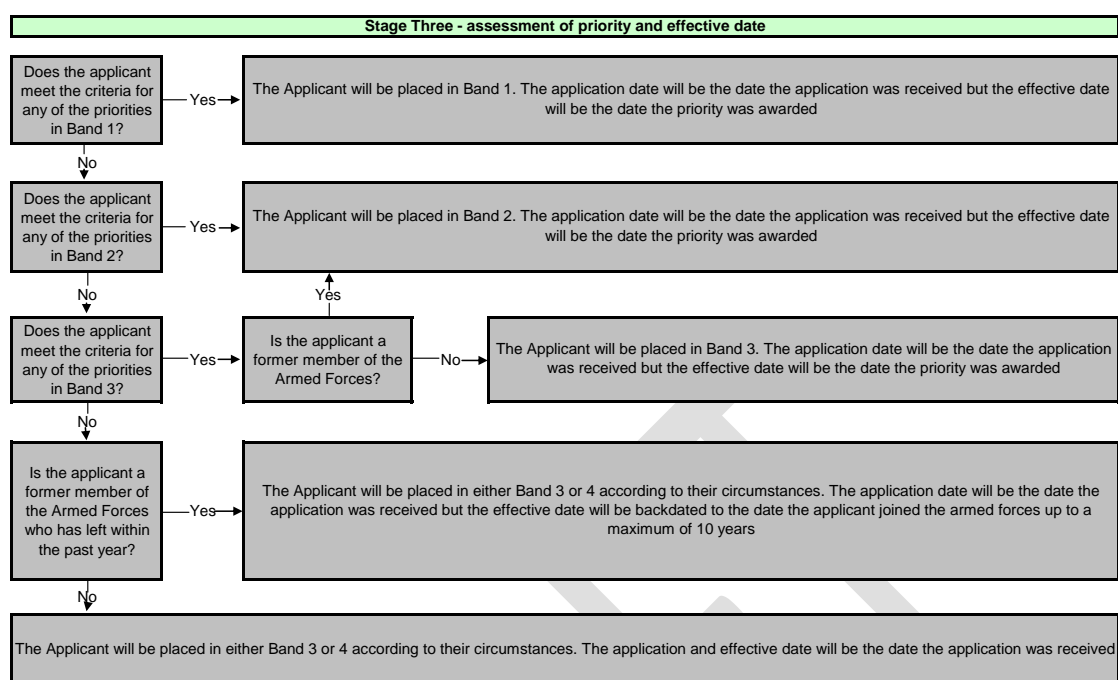 Stage Three - assessment of priority and effective date
Does the applicant
meet the criteria for
any of the priorities
in Band 1?
Yes
The Applicant will be placed in Band 1. The application date will be the date the application was received but the effective date
will be the date the priority was awarded
No
Does the applicant
meet the criteria for
any of the priorities
in Band 2?
Yes
The Applicant will be placed in Band 2. The application date will be the date the application was received but the effective date
will be the date the priority was awarded
No
Yes
Does the applicant
meet the criteria for
any of the priorities
in Band 3?
Yes
Is the applicant a
former member of the
Armed Forces?
No
The Applicant will be placed in Band 3. The application date will be the date the application
was received but the effective date will be the date the priority was awarded
No
Is the applicant a
former member of
the Armed Forces
who has left within
the past year?
Yes
The Applicant will be placed in either Band 3 or 4 according to their circumstances. The application date will be the date the
application was received but the effective date will be backdated to the date the applicant joined the armed forces up to a
maximum of 10 years
No
The Applicant will be placed in either Band 3 or 4 according to their circumstances. The application and effective date will be the date the application was received